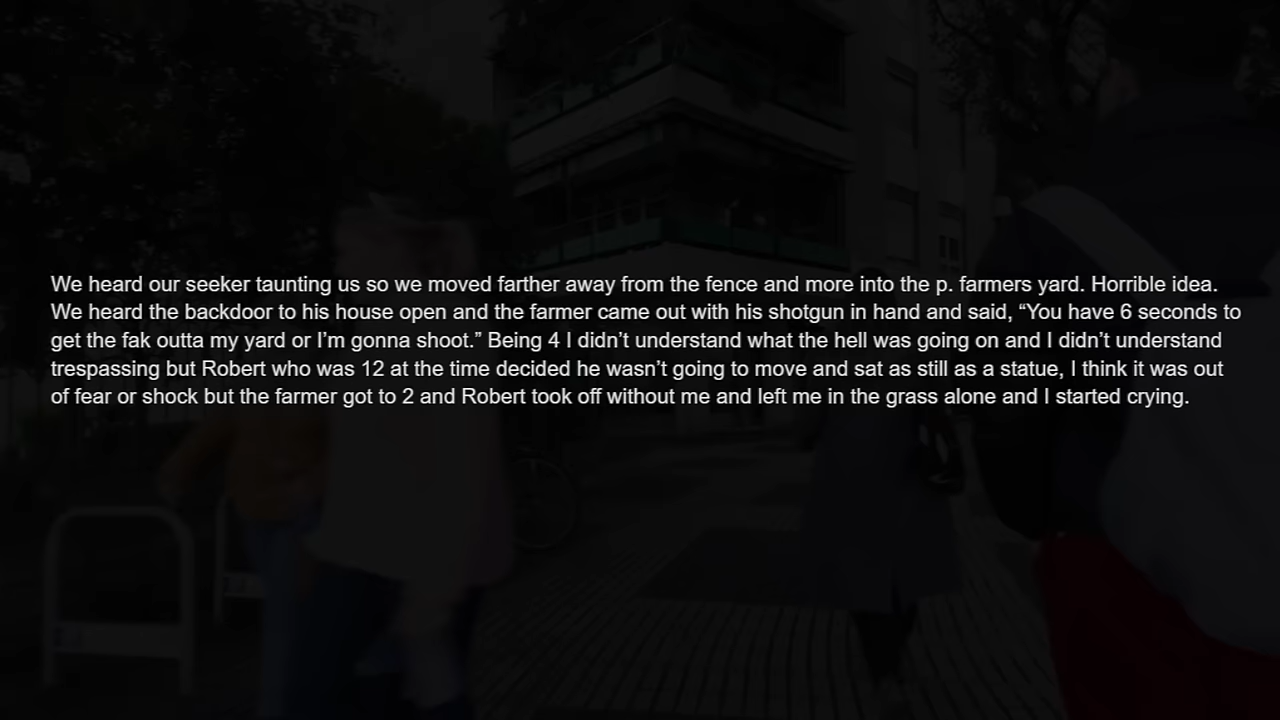 We heard our seeker taunting us so we moved farther away from the fence and more into the p. farmers yard. Horrible idea.
We heard the backdoor to his house open and the farmer came out with his shotgun in hand and said, “You have 6 seconds to
get the fak outta my yard or I’m gonna shoot.” Being 4 I didn’t understand what the hell was going on and I didn’t understand
trespassing but Robert who was 12 at the time decided he wasn’t going to move and sat as still as a statue, I think it was out
of fear or shock but the farmer got to 2 and Robert took off without me and left me in the grass alone and I started crying.